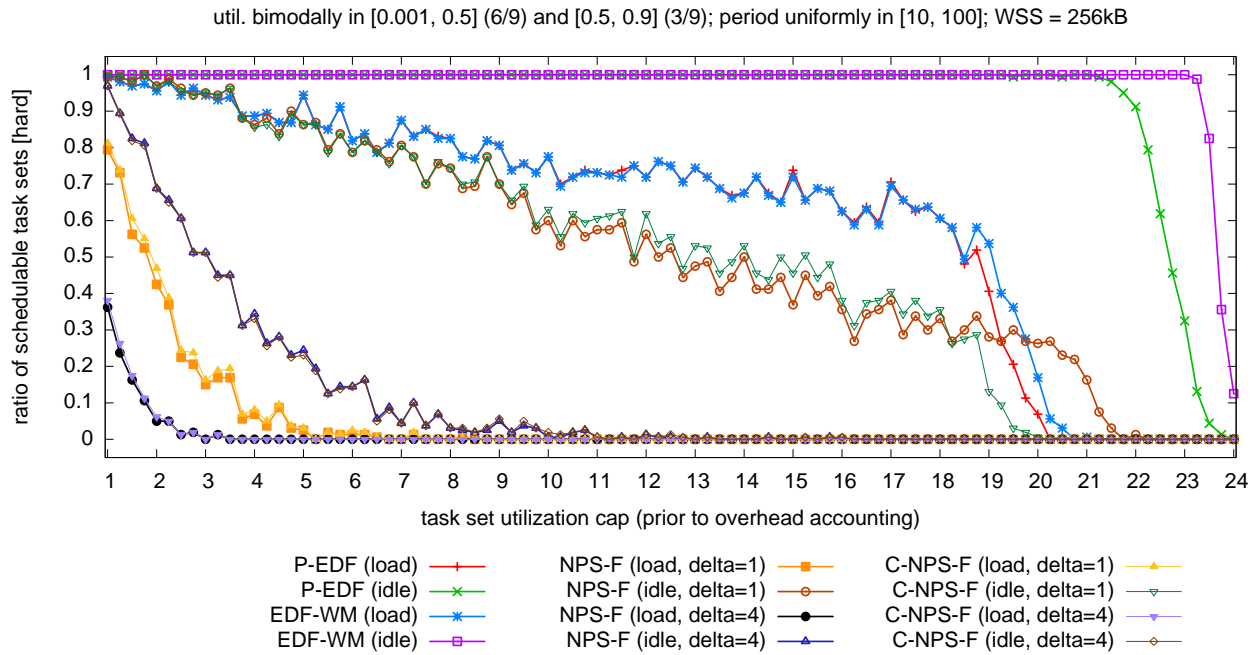 util. bimodally in [0.001, 0.5] (6/9) and [0.5, 0.9] (3/9); period uniformly in [10, 100]; WSS = 256kB
ratio of schedulable task sets [hard]
1
0.9
0.8
0.7
0.6
0.5
0.4
0.3
0.2
0.1
0
1 2 3 4 5 6 7 8 9 10 11 12 13 14 15 16 17 18 19 20 21 22 23 24
task set utilization cap (prior to overhead accounting)
P-EDF (load)
P-EDF (idle)
EDF-WM (load)
EDF-WM (idle)
NPS-F (load, delta=1)
NPS-F (idle, delta=1)
NPS-F (load, delta=4)
NPS-F (idle, delta=4)
C-NPS-F (load, delta=1)
C-NPS-F (idle, delta=1)
C-NPS-F (load, delta=4)
C-NPS-F (idle, delta=4)